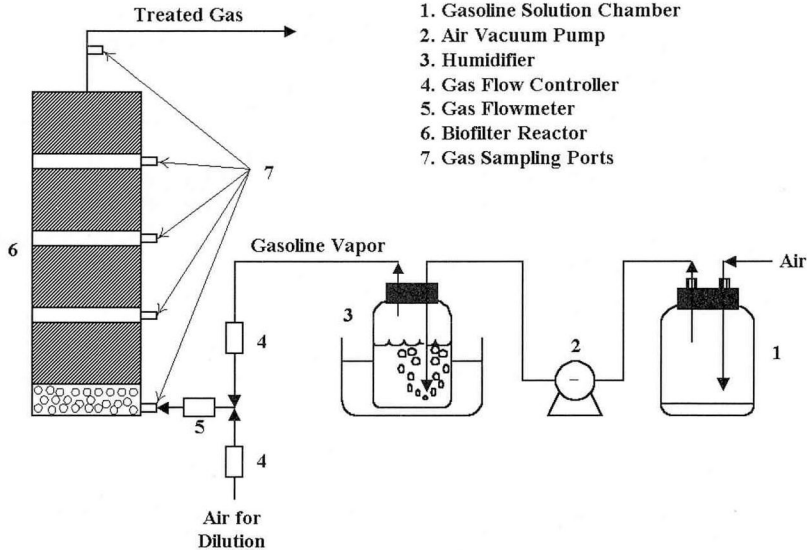 Treated Gas
1. Gasoline Solution Chamber
2. Air Vacuum Pump
3. Humidifier
4. Gas Flow Controller
5. Gas Flowmeter
6. Biofilter Reactor
7. Gas Sampling Ports
7
6
Gasoline Vapor
Air
3
4
2
1
5
4
Air for
Dilution